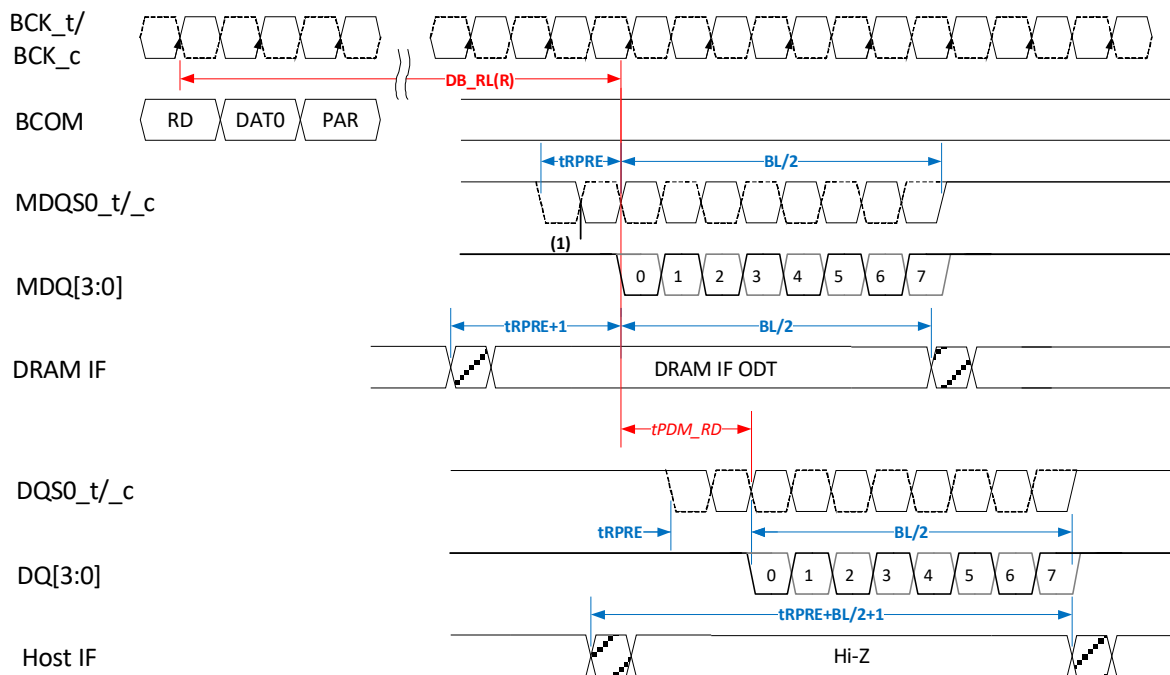 BCK_t/
BCK_c
DB_RL(R)
BCOM
RD DAT0 PAR
tRPRE BL/2
MDQS0_t/_c
(1)
MDQ[3:0]
0 1 2 3 4 5 6 7
tRPRE+1 BL/2
DRAM IF
DRAM IF ODT
tPDM_RD
DQS0_t/_c
tRPRE BL/2
DQ[3:0]
0 1 2 3 4 5 6 7
tRPRE+BL/2+1
Host IF
Hi-Z